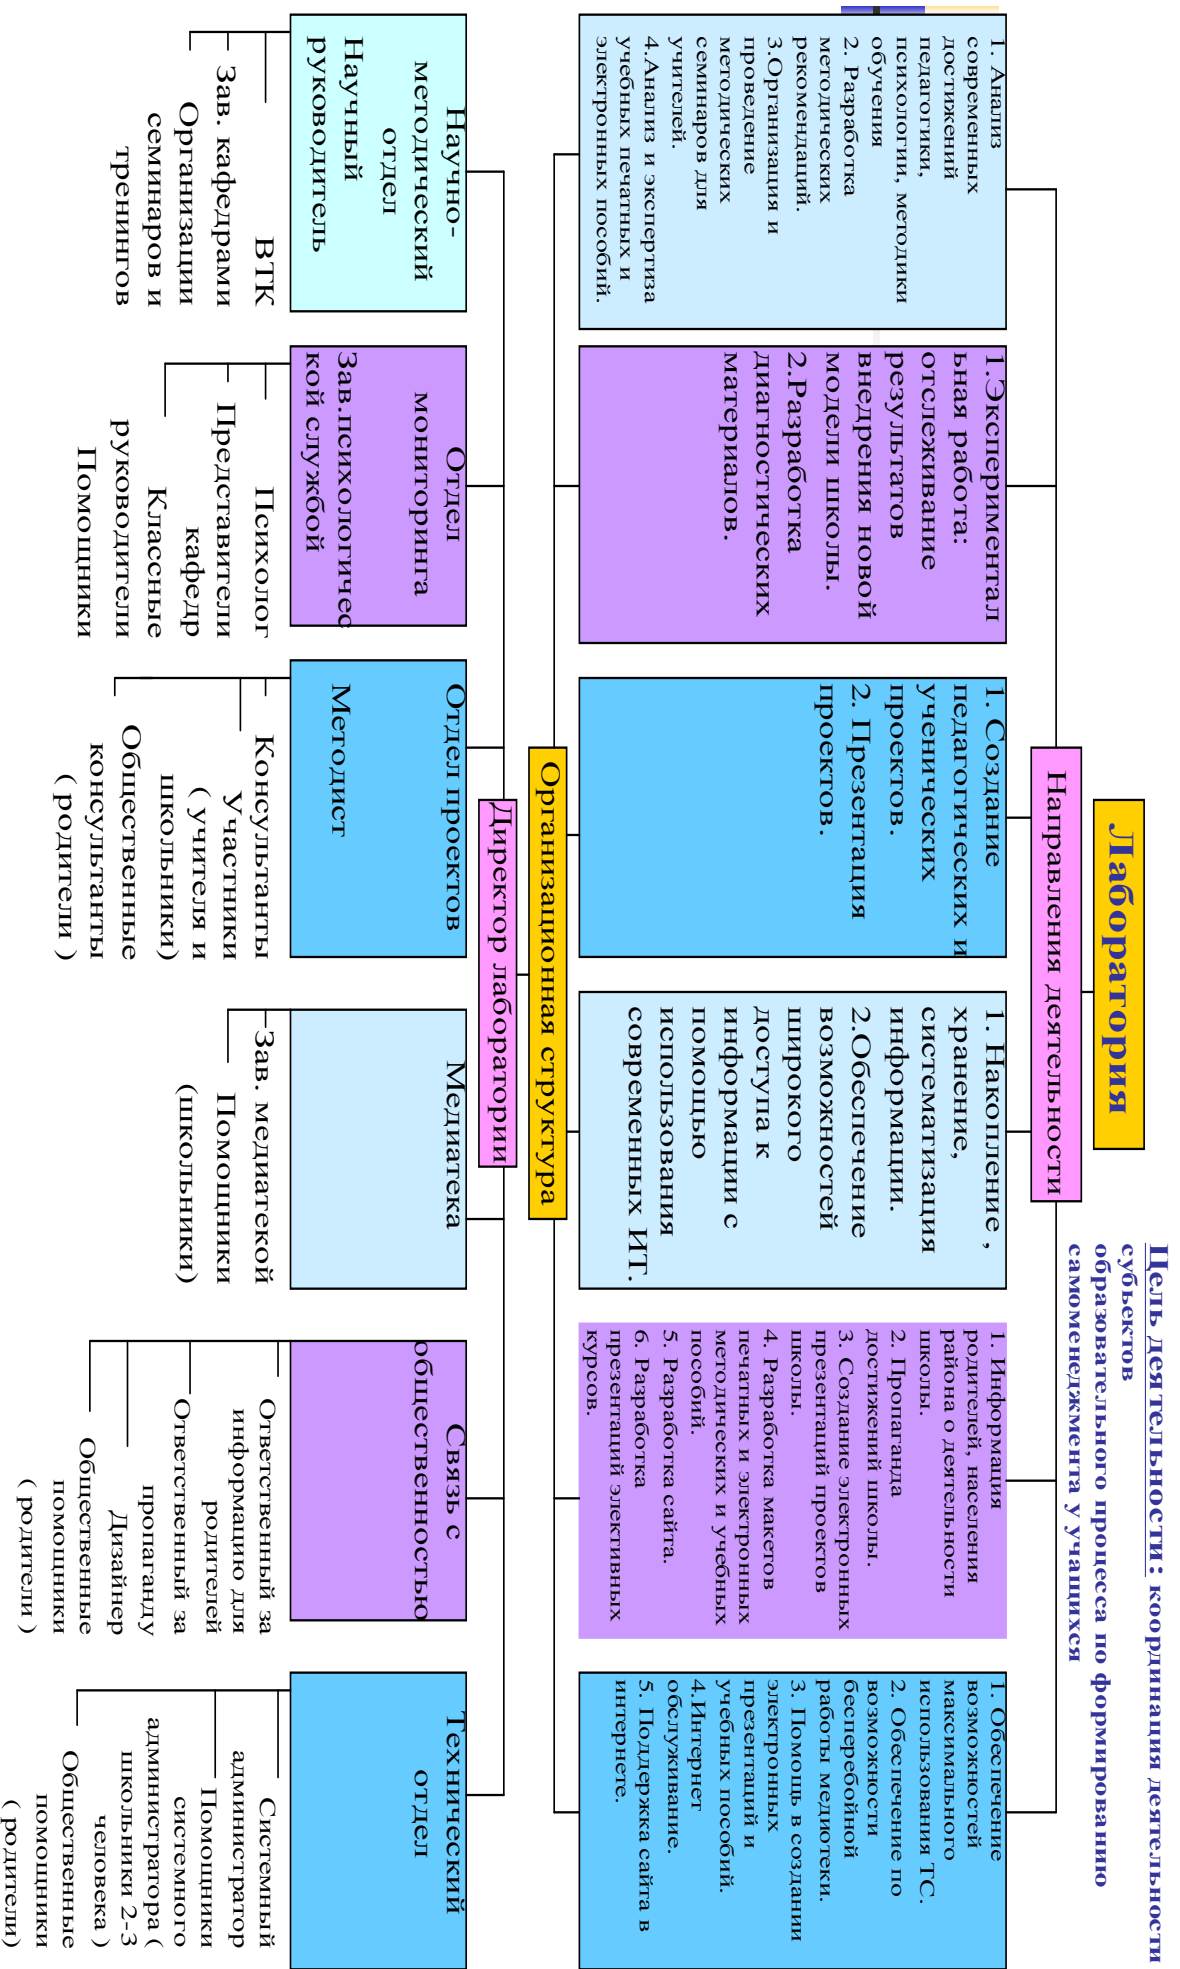 Лаборатория
Цель деятельности: координация деятельности
субьектов
образовательного процесса по формированию
самоменеджмента у учащихся
Направления деятельности
1. Анализ
современных
достижений
педагогики,
психологии, методики
обучения
2. Разработка
методических
рекомендаций.
3.Организация и
проведение
методических
семинаров для
учителей.
4.Анализ и экспертиза
учебных печатных и
электронных пособий.
1.Эксперимента​л
ьная работа:
отслеживание
результатов
внедрения новой
модели школы.
2.Разработка
диагностических
материалов.
1. Создание
педагогических и
ученических
проектов.
2. Презентация
проектов.
1. Накопление ,
хранение,
систематизация
информации.
2.Обеспечение
возможностей
широкого
доступа к
информации с
помощью
использования
современных ИТ.
1. Информация
родителей, населения
района о деятельности
школы.
2. Пропаганда
достижений школы.
3. Создание электронных
презентаций проектов
школы.
4. Разработка макетов
печатных и электронных
методических и учебных
пособий.
5. Разработка сайта.
6. Разработка
презентаций элективных
курсов.
1. Обеспечение
возможностей
максимального
использования ТС.
2. Обеспечение по
возможности
бесперебойной
работы медиотеки.
3. Помощь в создании
электронных
презентаций и
учебных пособий.
4.Интернет
обслуживание.
5. Поддержка сайта в
интернете.
Организационная структура
Директор лаборатории
Научно-
методический
отдел
Научный
руководитель
ВТК
Зав. кафедрами
Организации
семинаров и
тренингов
Отдел
мониторинга
Зав.психологичес
кой службой
Психолог
Представители
кафедр
Классные
руководители
Помощники
Отдел проектов
Методист
Консультанты
Участники
( учителя и
школьники)
Общественные
консультанты
( родители )
Медиатека
Зав. медиатекой
Помощники
(школьники)
Связь с
общественностью
Ответственный за
информацию для
родителей
Ответственный за
пропаганду
Дизайнер
Общественные
помощники
( родители )
Технический
отдел
Системный
администратор
Помощники
системного
администратора (
школьники 2-3
человека )
Общественные
помощники
( родители)